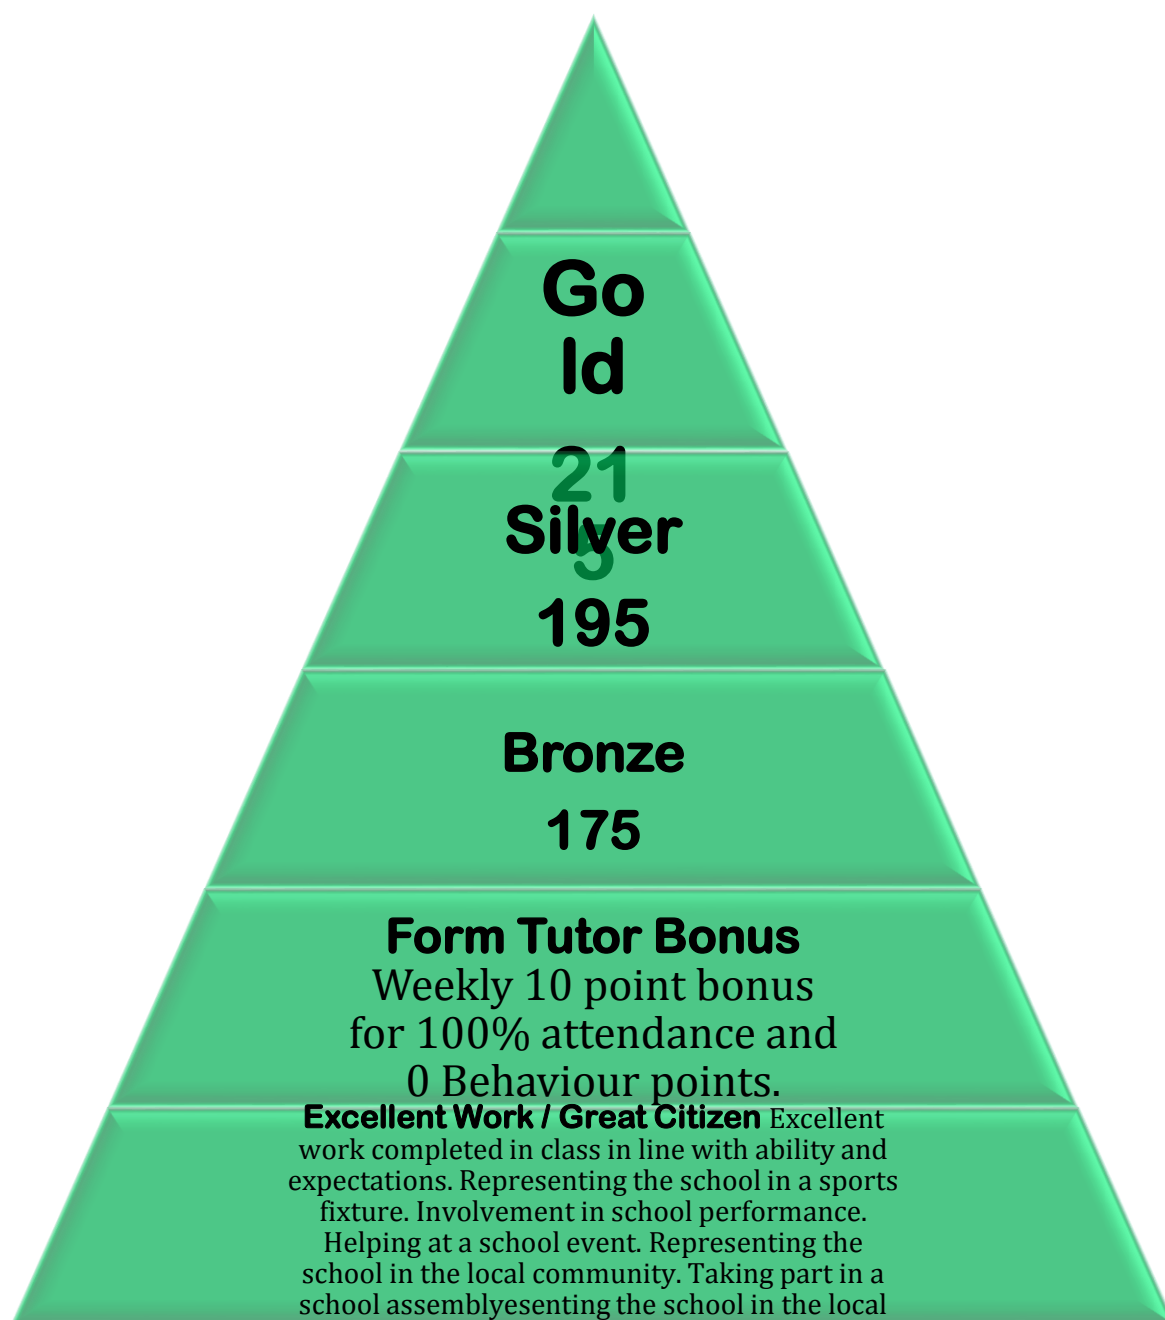 Go
ld
21
5
Silver
195
Bronze
175
Form Tutor Bonus
Weekly 10 point bonus
for 100% attendance and
0 Behaviour points.
Excellent Work / Great Citizen Excellent
work completed in class in line with ability and
expectations. Representing the school in a sports
fixture. Involvement in school performance.
Helping at a school event. Representing the
school in the local community. Taking part in a
school assemblyesenting the school in the local